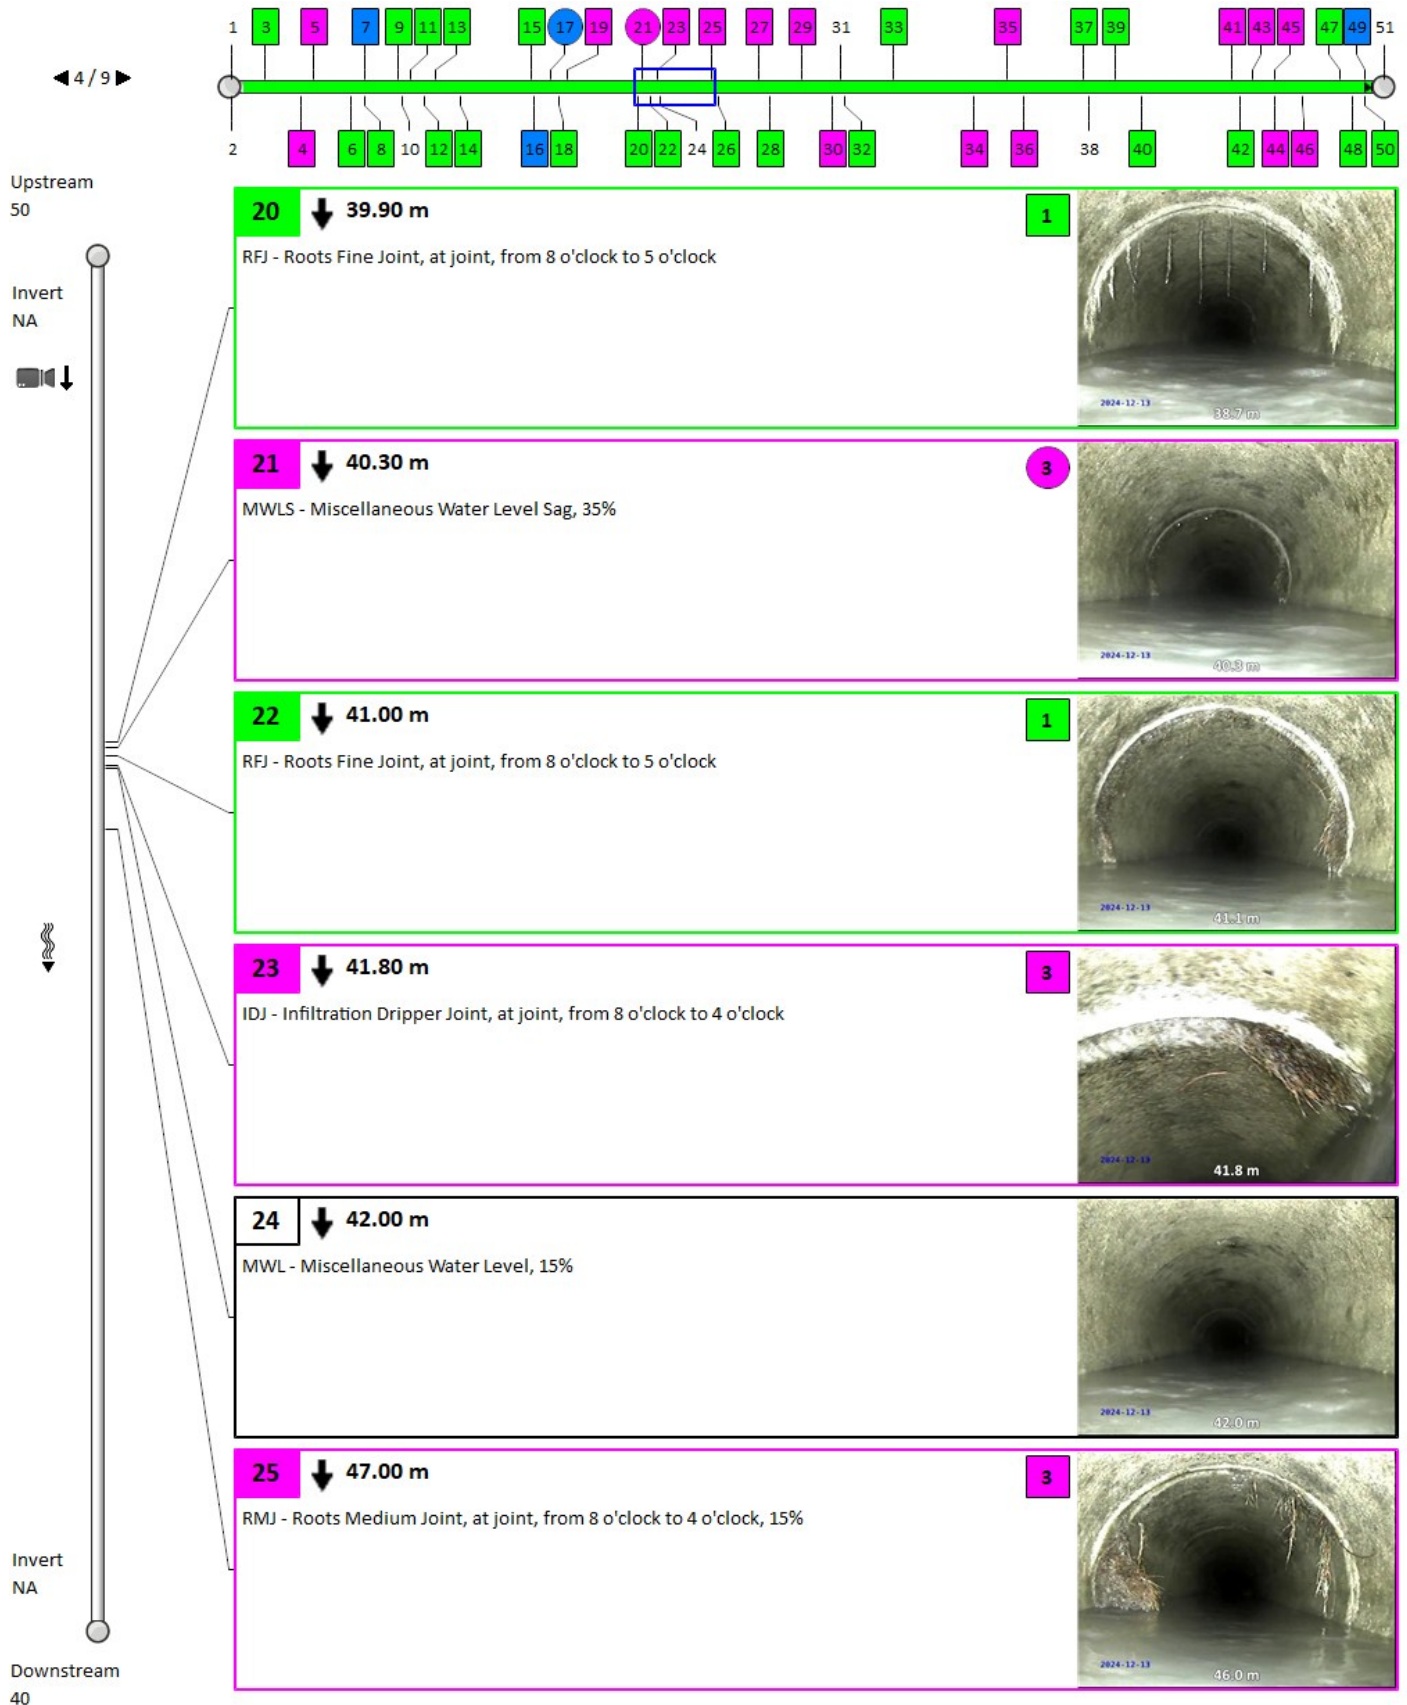 1 3 5 7 9 11 13 15 17 19 21 23 25 27 29 31 33 35 37 39 41 43 45 47 49 51
4 / 9
2 4 6 8 10 12 14 16 18 20 22 24 26 28 30 32 34 36 38 40 42 44 46 48 50
Upstream
50
Invert
NA
20 39.90 m 1
RFJ - Roots Fine Joint, at joint, from 8 o'clock to 5 o'clock
2024-12-13
38.7 m
21 40.30 m 3
MWLS - Miscellaneous Water Level Sag, 35%
2024-12-13
40.3 m
22 41.00 m 1
RFJ - Roots Fine Joint, at joint, from 8 o'clock to 5 o'clock
2024-12-13
41.1 m
23 41.80 m 3
IDJ - Infiltration Dripper Joint, at joint, from 8 o'clock to 4 o'clock
2024-12-13
41.8 m
24 42.00 m
MWL - Miscellaneous Water Level, 15%
2024-12-13
42.0 m
25 47.00 m 3
RMJ - Roots Medium Joint, at joint, from 8 o'clock to 4 o'clock, 15%
2024-12-13
46.0 m
Invert
NA
Downstream
40